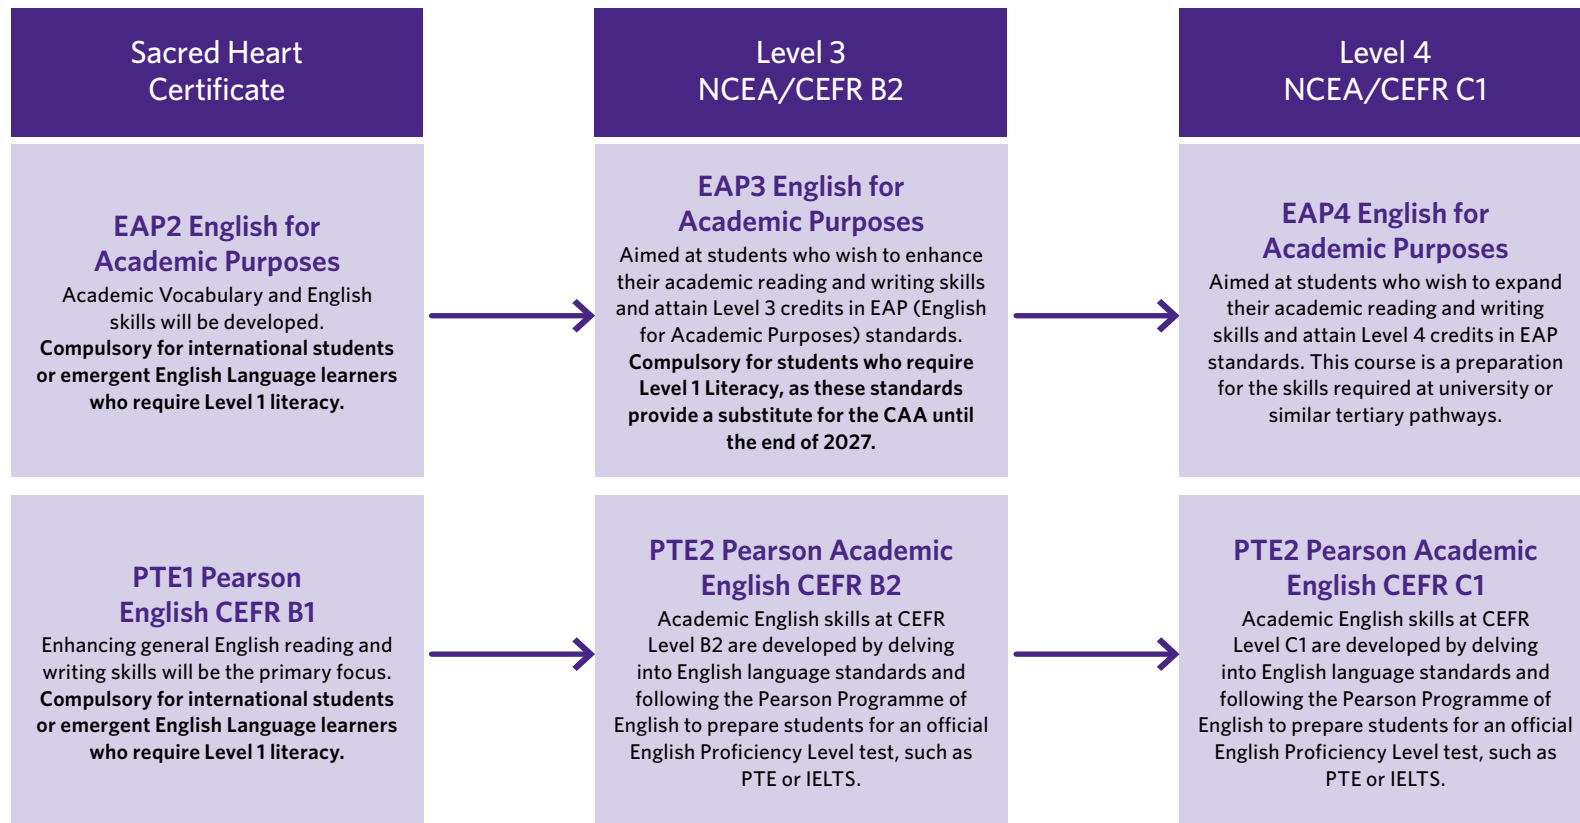 Sacred Heart
Certificate
Level 3
NCEA/CEFR B2
Level 4
NCEA/CEFR C1
EAP2 English for
Academic Purposes
Academic Vocabulary and English
skills will be developed.
Compulsory for international students
or emergent English Language learners
who require Level 1 literacy.
EAP3 English for
Academic Purposes
Aimed at students who wish to enhance
their academic reading and writing skills
and attain Level 3 credits in EAP (English
for Academic Purposes) standards.
Compulsory for students who require
Level 1 Literacy, as these standards
provide a substitute for the CAA until
the end of 2027.
EAP4 English for
Academic Purposes
Aimed at students who wish to expand
their academic reading and writing
skills and attain Level 4 credits in EAP
standards. This course is a preparation
for the skills required at university or
similar tertiary pathways.
PTE1 Pearson
English CEFR B1
Enhancing general English reading and
writing skills will be the primary focus.
Compulsory for international students
or emergent English Language learners
who require Level 1 literacy.
PTE2 Pearson Academic
English CEFR B2
Academic English skills at CEFR
Level B2 are developed by delving
into English language standards and
following the Pearson Programme of
English to prepare students for an official
English Proficiency Level test, such as
PTE or IELTS.
PTE2 Pearson Academic
English CEFR C1
Academic English skills at CEFR
Level C1 are developed by delving
into English language standards and
following the Pearson Programme of
English to prepare students for an official
English Proficiency Level test, such as
PTE or IELTS.